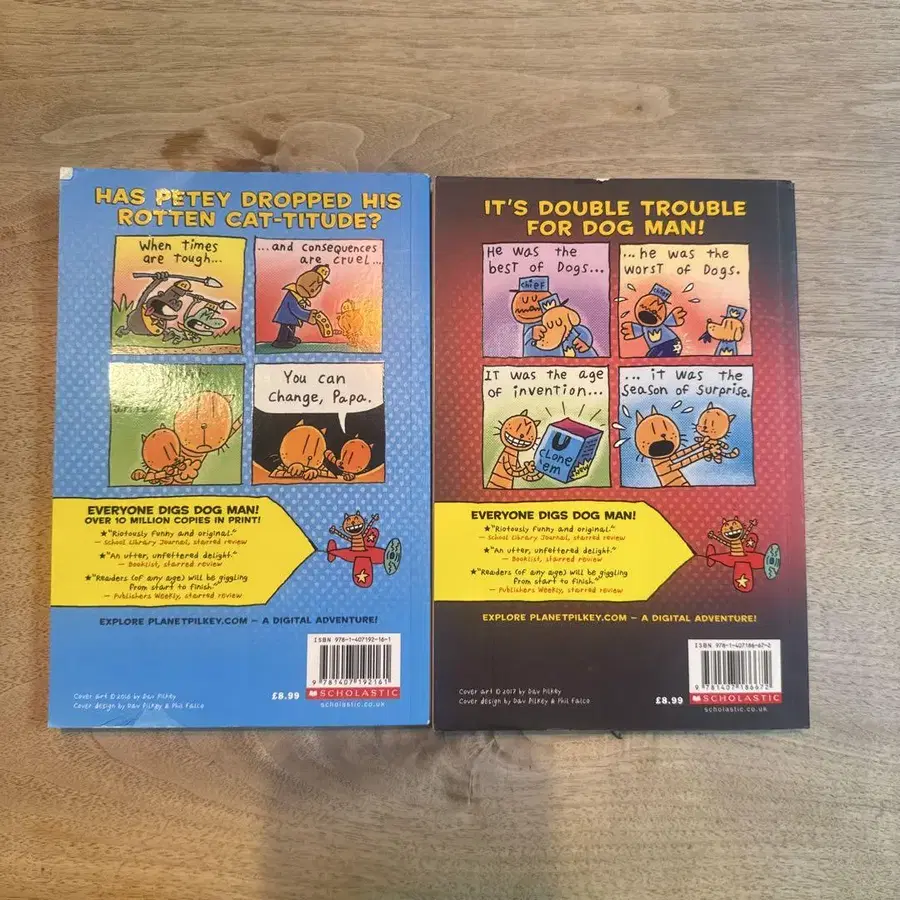 HAS PETEY DROPPED HIS
ROTTEN CAT-TITUDE?
When times
are tough...
...and consequences
are cruel...
You can
change, Papa.
EVERYONE DIGS DOG MAN!
OVER 10 MILLION COPIES IN PRINT!
★"Riotously funny and original."
— School Library Journal, starred review
★"An utter, unfettered delight."
— Booklist, starred review
★"Readers (of any age) will be giggling
from start to finish."
— Publishers Weekly, starred review
EXPLORE PLANETPILKEY.COM — A DIGITAL ADVENTURE!
ISBN 978-1-407192-16-1
9 781407 192161
Cover art © 2018 by Dav Pilkey
Cover design by Dav Pilkey & Phil Falco
£8.99
SCHOLASTIC
scholastic.co.uk
IT'S DOUBLE TROUBLE
FOR DOG MAN!
He was the
best of Dogs...
chief
...he was the
worst of Dogs.
chief
IT was the age
of invention...
U
clone
'em
... it was the
season of surprise.
EVERYONE DIGS DOG MAN!
★"Riotously funny and original."
— School Library Journal, starred review
★"An utter, unfettered delight."
— Booklist, starred review
★"Readers (of any age) will be giggling
from start to finish."
— Publishers Weekly, starred review
EXPLORE PLANETPILKEY.COM — A DIGITAL ADVENTURE!
ISBN 978-1-407186-67-2
9 781407 186672
Cover art © 2017 by Dav Pilkey
Cover design by Dav Pilkey & Phil Falco
£8.99
SCHOLASTIC
scholastic.co.uk